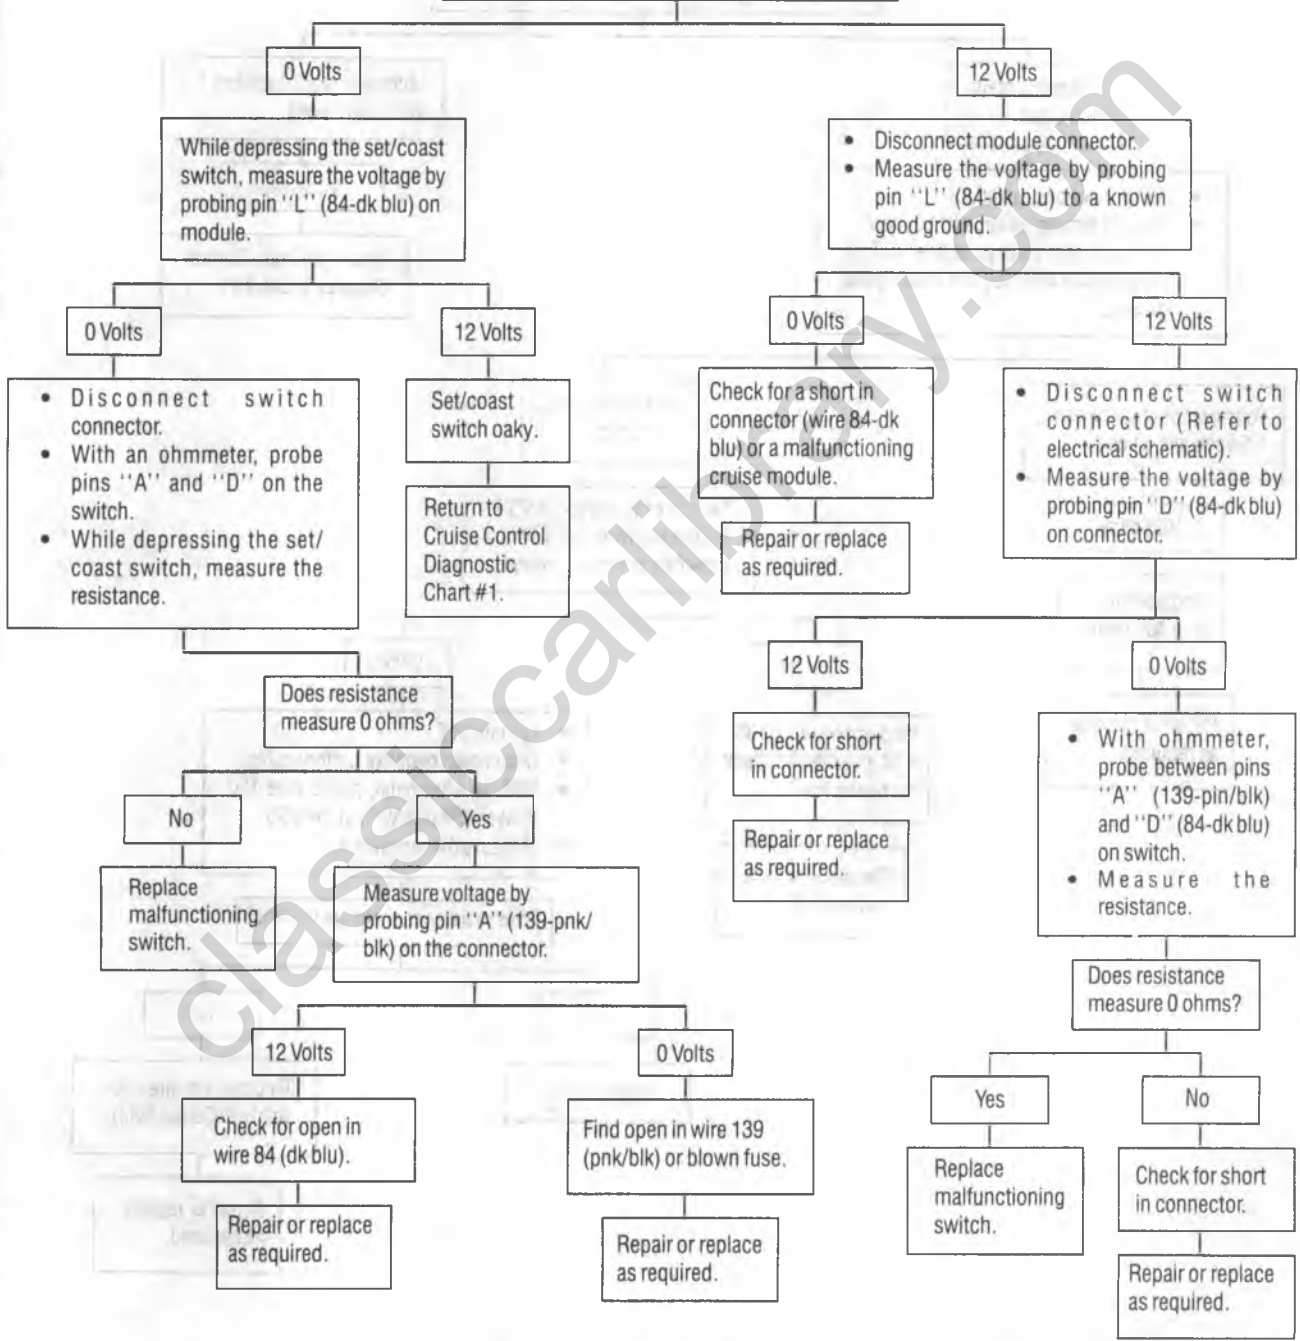 0 Volts
12 Volts
While depressing the set/coast
switch, measure the voltage by
probing pin "L" (84-dk blu) on
module.
• Disconnect module connector.
• Measure the voltage by probing
pin "L" (84-dk blu) to a known
good ground.
0 Volts
12 Volts
0 Volts
12 Volts
• Disconnect switch
connector.
• With an ohmmeter, probe
pins "A" and "D" on the
switch.
• While depressing the set/
coast switch, measure the
resistance.
Set/coast
switch oaky.
Return to
Cruise Control
Diagnostic
Chart #1.
Check for a short in
connector (wire 84-dk
blu) or a malfunctioning
cruise module.
Repair or replace
as required.
• Disconnect switch
connector (Refer to
electrical schematic).
• Measure the voltage by
probing pin "D" (84-dk blu)
on connector.
Does resistance
measure 0 ohms?
No
Yes
Replace
malfunctioning
switch.
Measure voltage by
probing pin "A" (139-pnk/
blk) on the connector.
12 Volts
0 Volts
Check for open in
wire 84 (dk blu).
Repair or replace
as required.
Find open in wire 139
(pnk/blk) or blown fuse.
Repair or replace
as required.
12 Volts
0 Volts
Check for short
in connector.
Repair or replace
as required.
• With ohmmeter,
probe between pins
"A" (139-pin/blk)
and "D" (84-dk blu)
on switch.
• Measure the
resistance.
Does resistance
measure 0 ohms?
Yes
No
Replace
malfunctioning
switch.
Check for short
in connector.
Repair or replace
as required.
classiccarlibrary.com